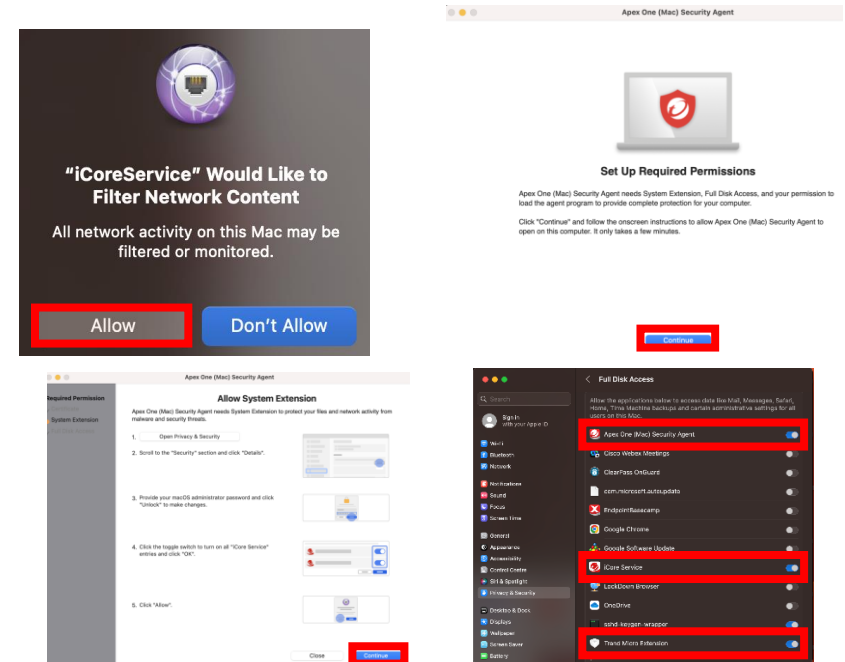 "iCoreService" Would Like to
Filter Network Content
All network activity on this Mac may be
filtered or monitored.
Allow
Don't Allow
Apex One (Mac) Security Agent
Set Up Required Permissions
Apex One (Mac) Security Agent needs System Extension, Full Disk Access, and your permission to
load the agent program to provide complete protection for your computer.
Click "Continue" and follow the onscreen instructions to allow Apex One (Mac) Security Agent to
open on this computer. It only takes a few minutes.
Continue
Apex One (Mac) Security Agent
Required Permission
System Extension
Allow System Extension
Apex One (Mac) Security Agent needs System Extension to protect your files and network activity from
malware and security threats.
1. Open Privacy & Security
2. Scroll to the "Security" section and click "Details".
3. Provide your macOS administrator password and click
"Unlock" to make changes.
4. Click the toggle switch to turn on all "iCore Service"
entries and click "OK".
5. Click "Allow".
Close
Continue
Search
Sign in
with your Apple ID
Wi-Fi
Bluetooth
Network
Notifications
Sound
Focus
Screen Time
General
Appearance
Accessibility
Control Centre
Siri & Spotlight
Privacy & Security
Desktop & Dock
Displays
Wallpaper
Screen Saver
Battery
Full Disk Access
Allow the applications below to access data like Mail, Messages, Safari,
Home, Time Machine backups and certain administrative settings for all
users on this Mac.
Apex One (Mac) Security Agent
Cisco Webex Meetings
ClearPass OnGuard
com.microsoft.autoupdate
EndpointBasecamp
Google Chrome
Google Software Update
iCore Service
LockDown Browser
OneDrive
sshd-keygen-wrapper
Trend Micro Extension